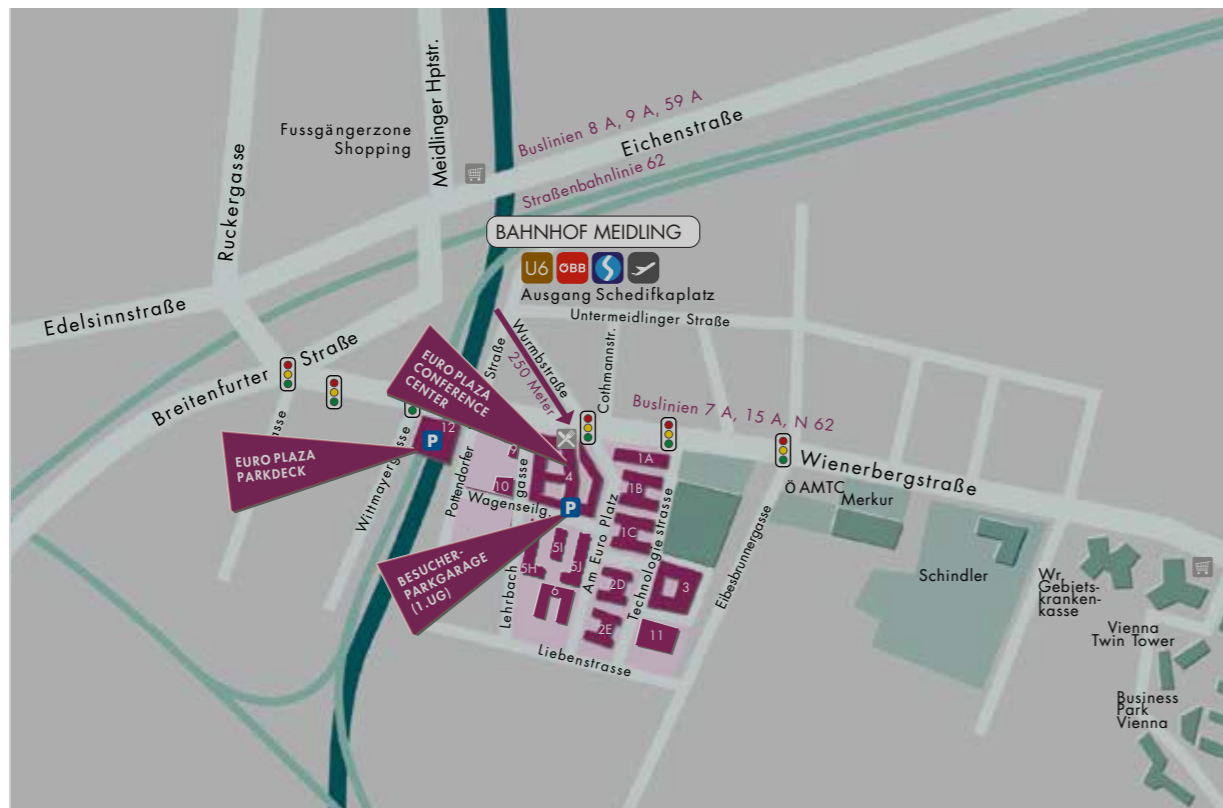 Meidlinger Hptstr.
Fussgängerzone
Shopping
Ruckergasse
Buslinien 8 A, 9 A, 59 A
Eichenstraße
Straßenbahnlinie 62
BAHNHOF MEIDLING
U6
ÖBB
Ausgang Schedifkaplatz
Untermeidlinger Straße
Edelsinnstraße
Breitenfurter Straße
Wurmbstraße
250 Meter
Cothmannstr.
EURO PLAZA
CONFERENCE
CENTER
Buslinien 7 A, 15 A, N 62
Wienerbergstraße
EURO PLAZA
PARKDECK
P
12
Wittmayergasse
Pottendorfer Straße
9
10
Wagenseilg.
gasse
4
P
1A
1B
1C
Am Euro Platz
Technologiestrasse
Eibesbrunnergasse
ÖAMTC
Merkur
Schindler
Wr.
Gebiets-
kranken-
kasse
Vienna
Twin Tower
Business
Park
Vienna
BESUCHER-
PARKGARAGE
(1.UG)
Lehrbach
5H
5I
5J
6
2D
2E
3
11
Liebenstrasse